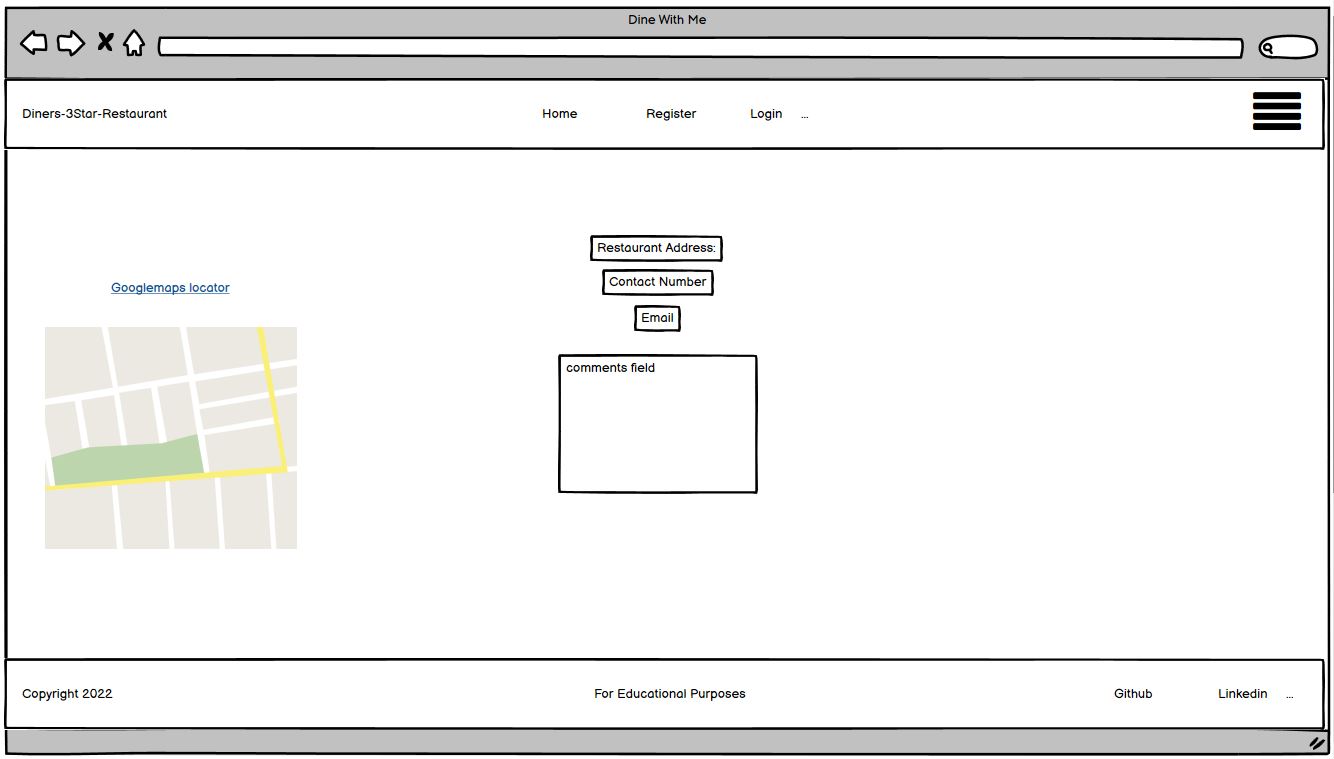 Dine With Me
Diners-3Star-Restaurant
Home Register Login ...
Restaurant Address:
Contact Number
Googlemaps locator
Email
comments field
Copyright 2022
For Educational Purposes
Github Linkedin ...